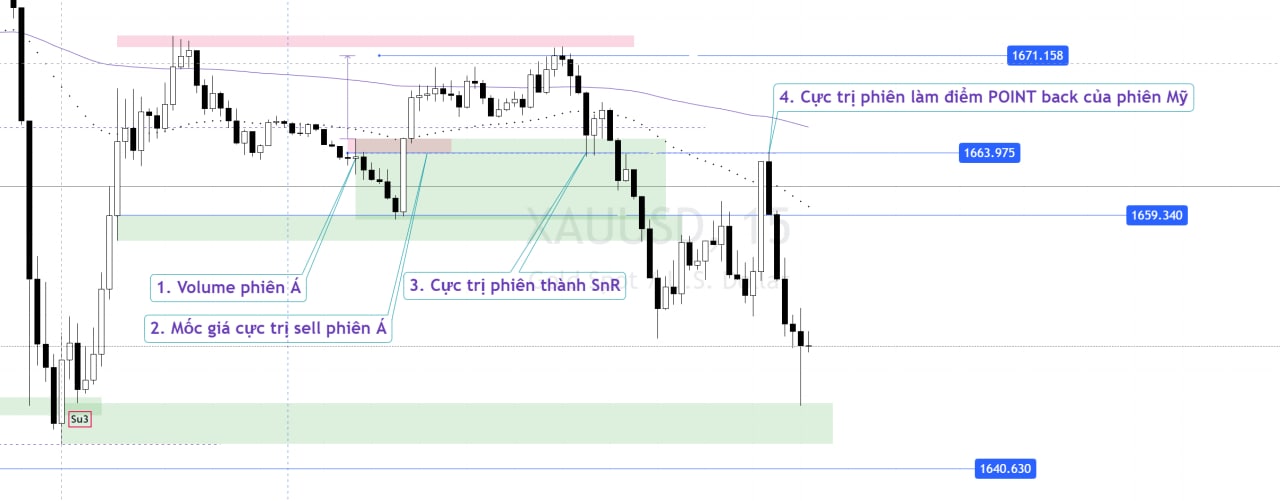 1671.158
4. Cực trị phiên làm điểm POINT back của phiên Mỹ
1663.975
1659.340
XAUUSD, 15
1. Volume phiên Á
3. Cực trị phiên thành SnR
2. Mốc giá cực trị sell phiên Á
Su3
1640.630